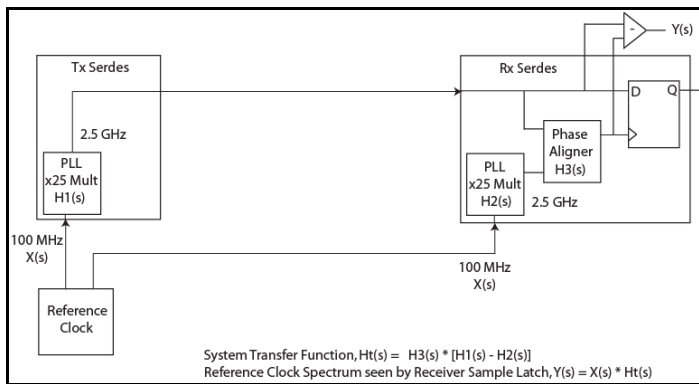 Y(s)
-
Tx Serdes
Rx Serdes
D
Q
2.5 GHz
Phase
Aligner
H3(s)
PLL
x25 Mult
H1(s)
PLL
x25 Mult
H2(s)
2.5 GHz
100 MHz
X(s)
100 MHz
X(s)
Reference
Clock
System Transfer Function, Ht(s) = H3(s) * [H1(s) - H2(s)]
Reference Clock Spectrum seen by Receiver Sample Latch, Y(s) = X(s) * Ht(s)